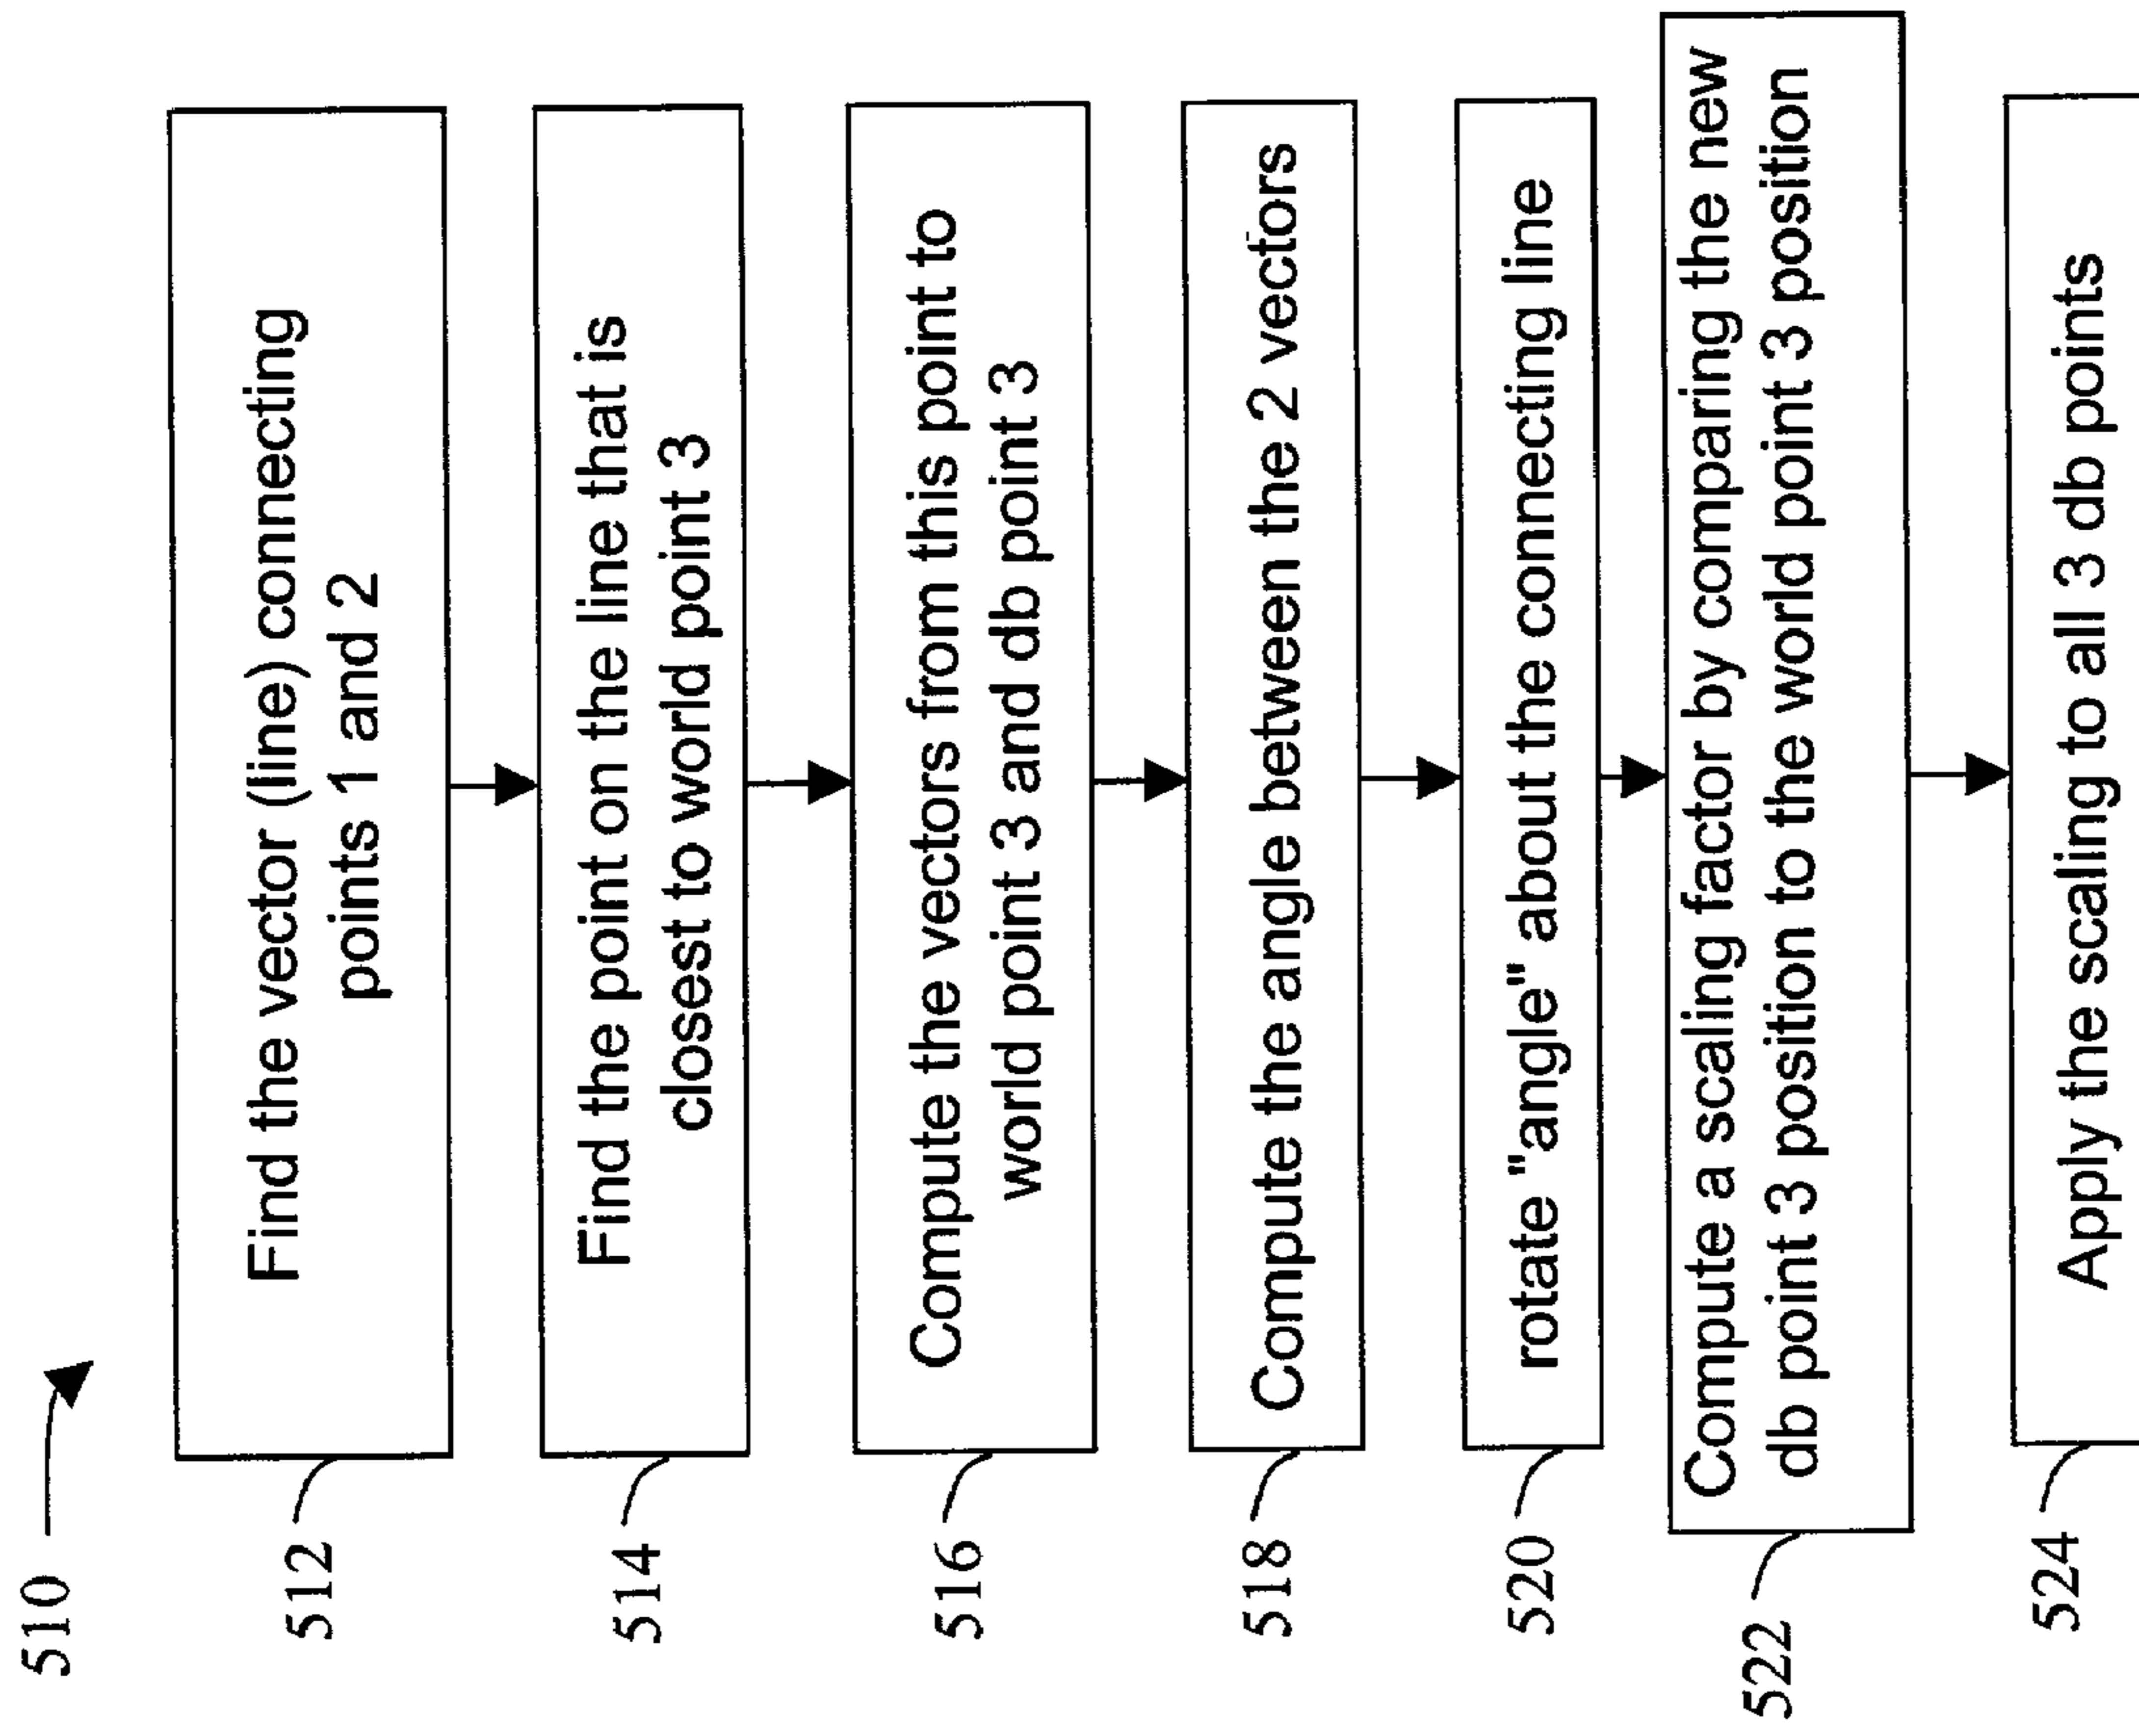 510
512
Find the vector (line) connecting
points 1 and 2
514
Find the point on the line that is
closest to world point 3
516
Compute the vectors from this point to
world point 3 and db point 3
518
Compute the angle between the 2 vectors
520
rotate "angle" about the connecting line
522
Compute a scaling factor by comparing the new
db point 3 position to the world point 3 position
524
Apply the scaling to all 3 db points